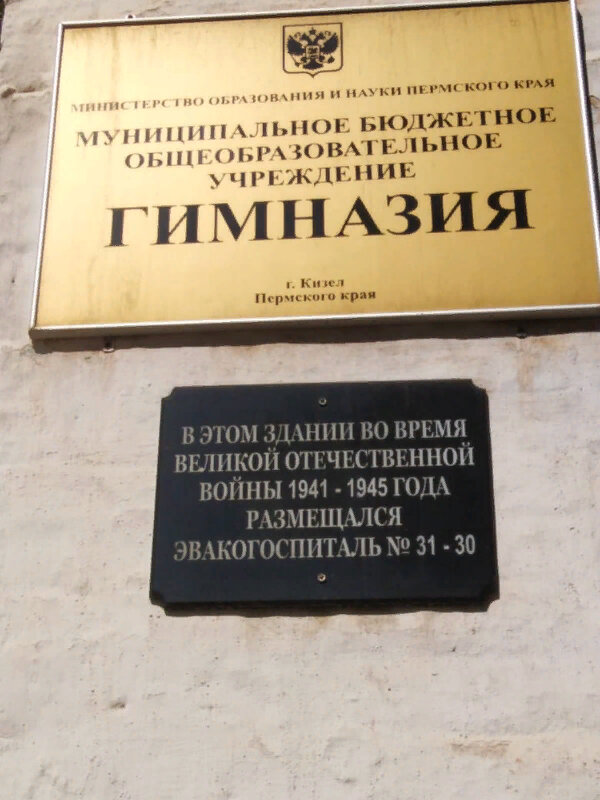 МИНИСТЕРСТВО ОБРАЗОВАНИЯ И НАУКИ ПЕРМСКОГО КРАЯ
МУНИЦИПАЛЬНОЕ БЮДЖЕТНОЕ
ОБЩЕОБРАЗОВАТЕЛЬНОЕ
УЧРЕЖДЕНИЕ
ГИМНАЗИЯ
г. Кизел
Пермского края
В ЭТОМ ЗДАНИИ ВО ВРЕМЯ
ВЕЛИКОЙ ОТЕЧЕСТВЕННОЙ
ВОЙНЫ 1941 - 1945 ГОДА
РАЗМЕЩАЛСЯ
ЭВАКОГОСПИТАЛЬ № 31 - 30